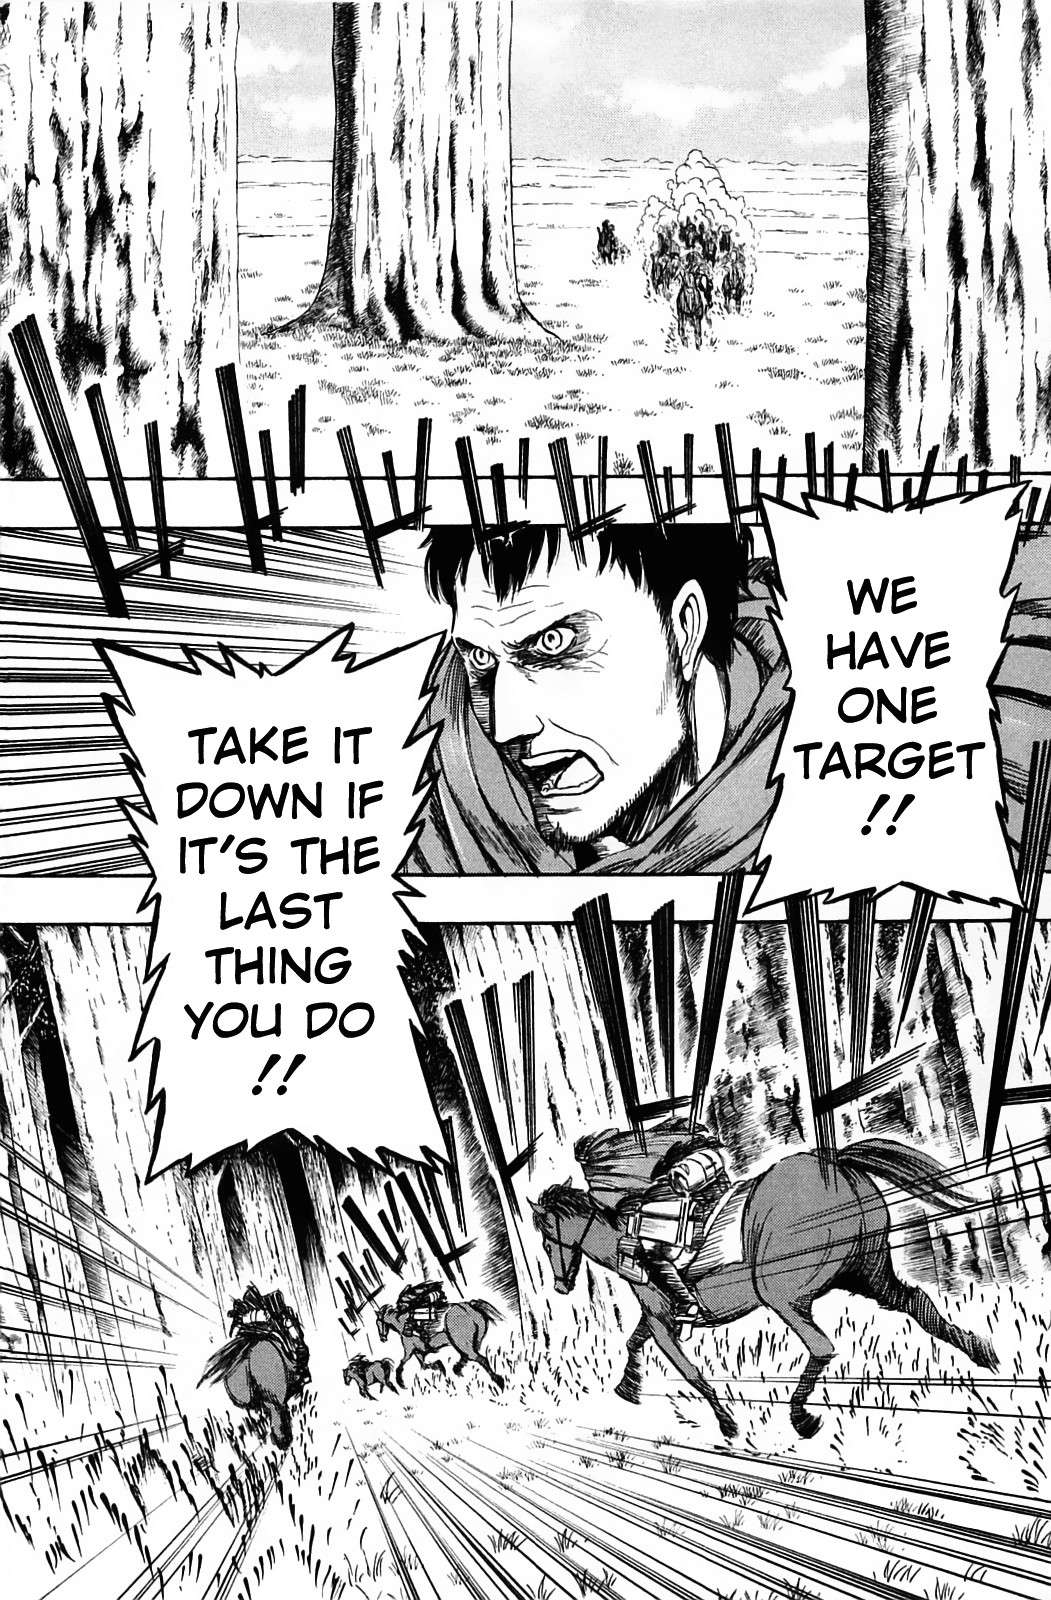 WE
HAVE
ONE
TARGET
!!
TAKE IT
DOWN IF
IT'S THE
LAST
THING
YOU DO
!!